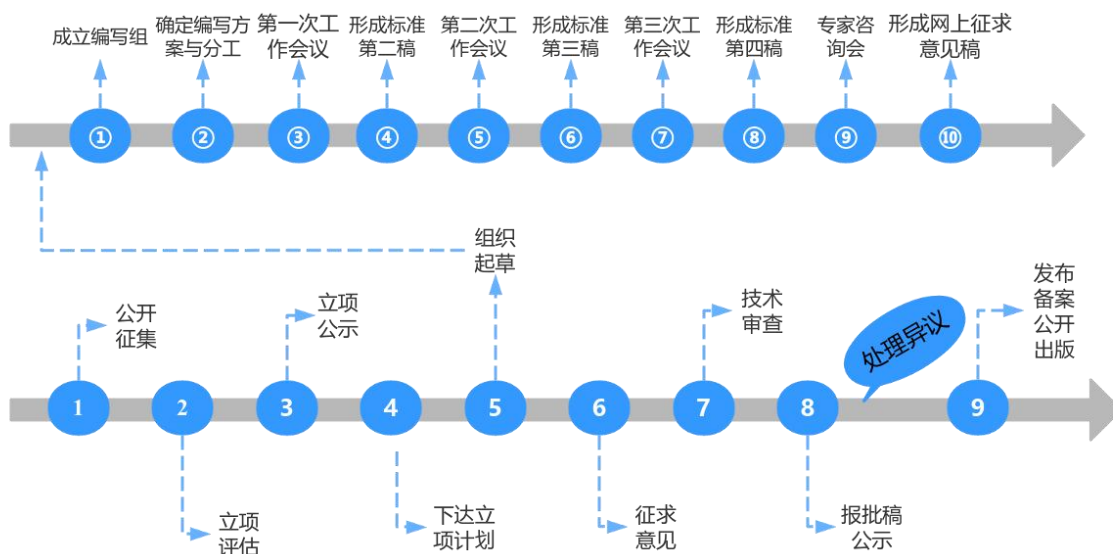 成立编写组
确定编写方
案与分工
第一次工
作会议
形成标准
第二稿
第二次工
作会议
形成标准
第三稿
第三次工
作会议
形成标准
第四稿
专家咨
询会
形成网上征求
意见稿
① ② ③ ④ ⑤ ⑥ ⑦ ⑧ ⑨ ⑩
组织
起草
公开
征集
立项
公示
技术
审查
处理异议
发布
备案
公开
出版
1 2 3 4 5 6 7 8 9
立项
评估
下达立
项计划
征求
意见
报批稿
公示